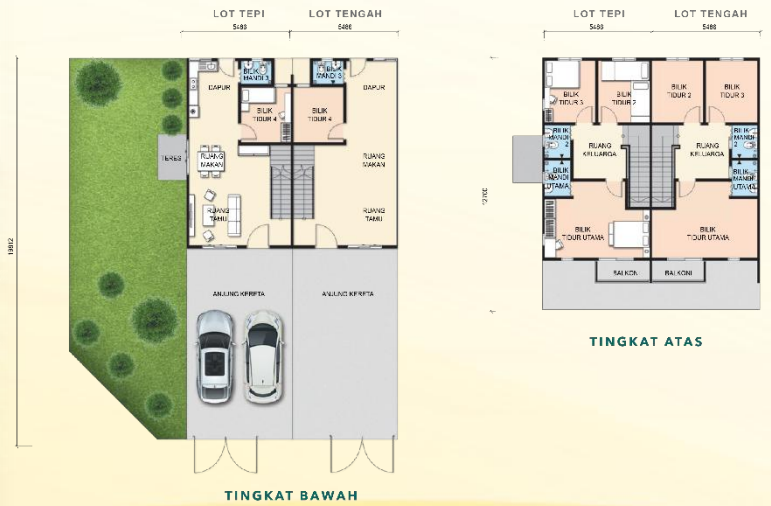 LOT TEPI
LOT TENGAH
5486
5486
BILIK
MANDI 3
BILIK
MANDI 3
DAPUR
DAPUR
BILIK
TIDUR 4
BILIK
TIDUR 4
TERES
RUANG
MAKAN
RUANG
MAKAN
RUANG
TAMU
RUANG
TAMU
ANJUNG KERETA
ANJUNG KERETA
TINGKAT BAWAH
LOT TEPI
LOT TENGAH
5486
5486
BILIK
TIDUR 3
BILIK
TIDUR 2
BILIK
TIDUR 2
BILIK
TIDUR 3
BILIK
MANDI
2
RUANG
KELUARGA
RUANG
KELUARGA
BILIK
MANDI
2
BILIK
MANDI
UTAMA
BILIK
MANDI
UTAMA
12700
BILIK
TIDUR UTAMA
BILIK
TIDUR UTAMA
BALKONI
BALKONI
TINGKAT ATAS